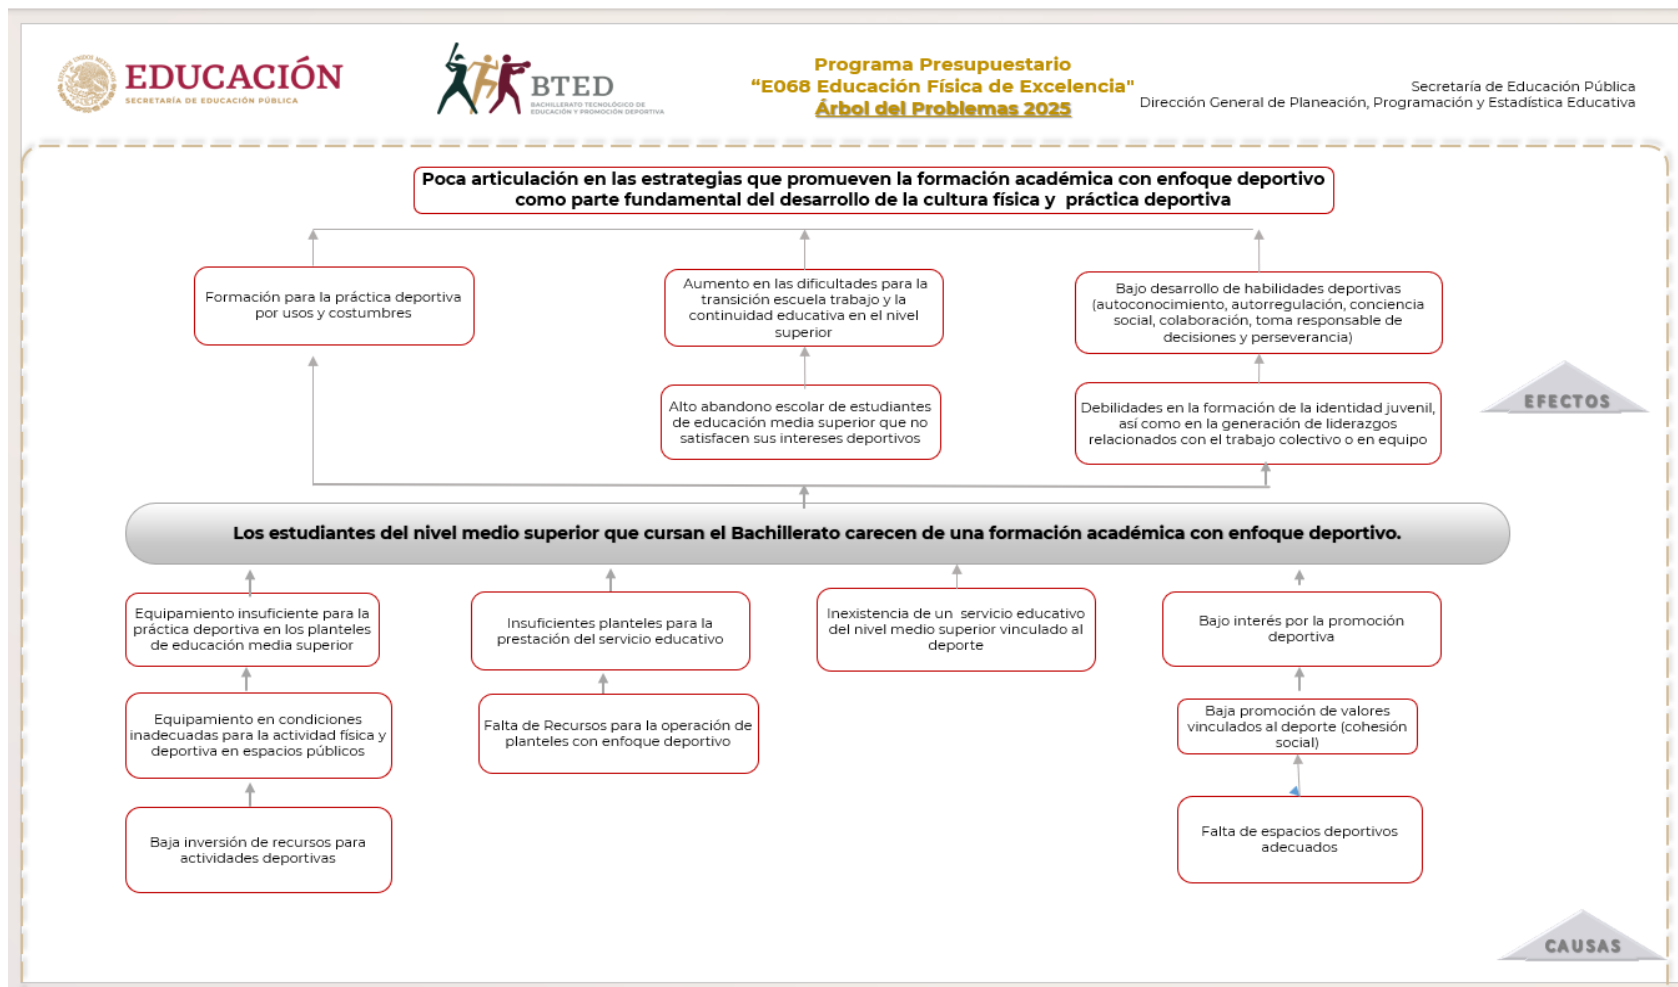 EDUCACIÓN
SECRETARÍA DE EDUCACIÓN PÚBLICA
BTED
BACHILLERATO TECNOLÓGICO DE
EDUCACIÓN Y PROMOCIÓN DEPORTIVA
Programa Presupuestario
“E068 Educación Física de Excelencia"
Árbol del Problemas 2025
Secretaría de Educación Pública
Dirección General de Planeación, Programación y Estadística Educativa
Poca articulación en las estrategias que promueven la formación académica con enfoque deportivo
como parte fundamental del desarrollo de la cultura física y práctica deportiva
Formación para la práctica deportiva
por usos y costumbres
Aumento en las dificultades para la
transición escuela trabajo y la
continuidad educativa en el nivel
superior
Bajo desarrollo de habilidades deportivas
(autoconocimiento, autorregulación, conciencia
social, colaboración, toma responsable de
decisiones y perseverancia)
Alto abandono escolar de estudiantes
de educación media superior que no
satisfacen sus intereses deportivos
Debilidades en la formación de la identidad juvenil,
así como en la generación de liderazgos
relacionados con el trabajo colectivo o en equipo
EFECTOS
Los estudiantes del nivel medio superior que cursan el Bachillerato carecen de una formación académica con enfoque deportivo.
Equipamiento insuficiente para la
práctica deportiva en los planteles
de educación media superior
Insuficientes planteles para la
prestación del servicio educativo
Inexistencia de un servicio educativo
del nivel medio superior vinculado al
deporte
Bajo interés por la promoción
deportiva
Equipamiento en condiciones
inadecuadas para la actividad física y
deportiva en espacios públicos
Falta de Recursos para la operación de
planteles con enfoque deportivo
Baja promoción de valores
vinculados al deporte (cohesión
social)
Baja inversión de recursos para
actividades deportivas
Falta de espacios deportivos
adecuados
CAUSAS